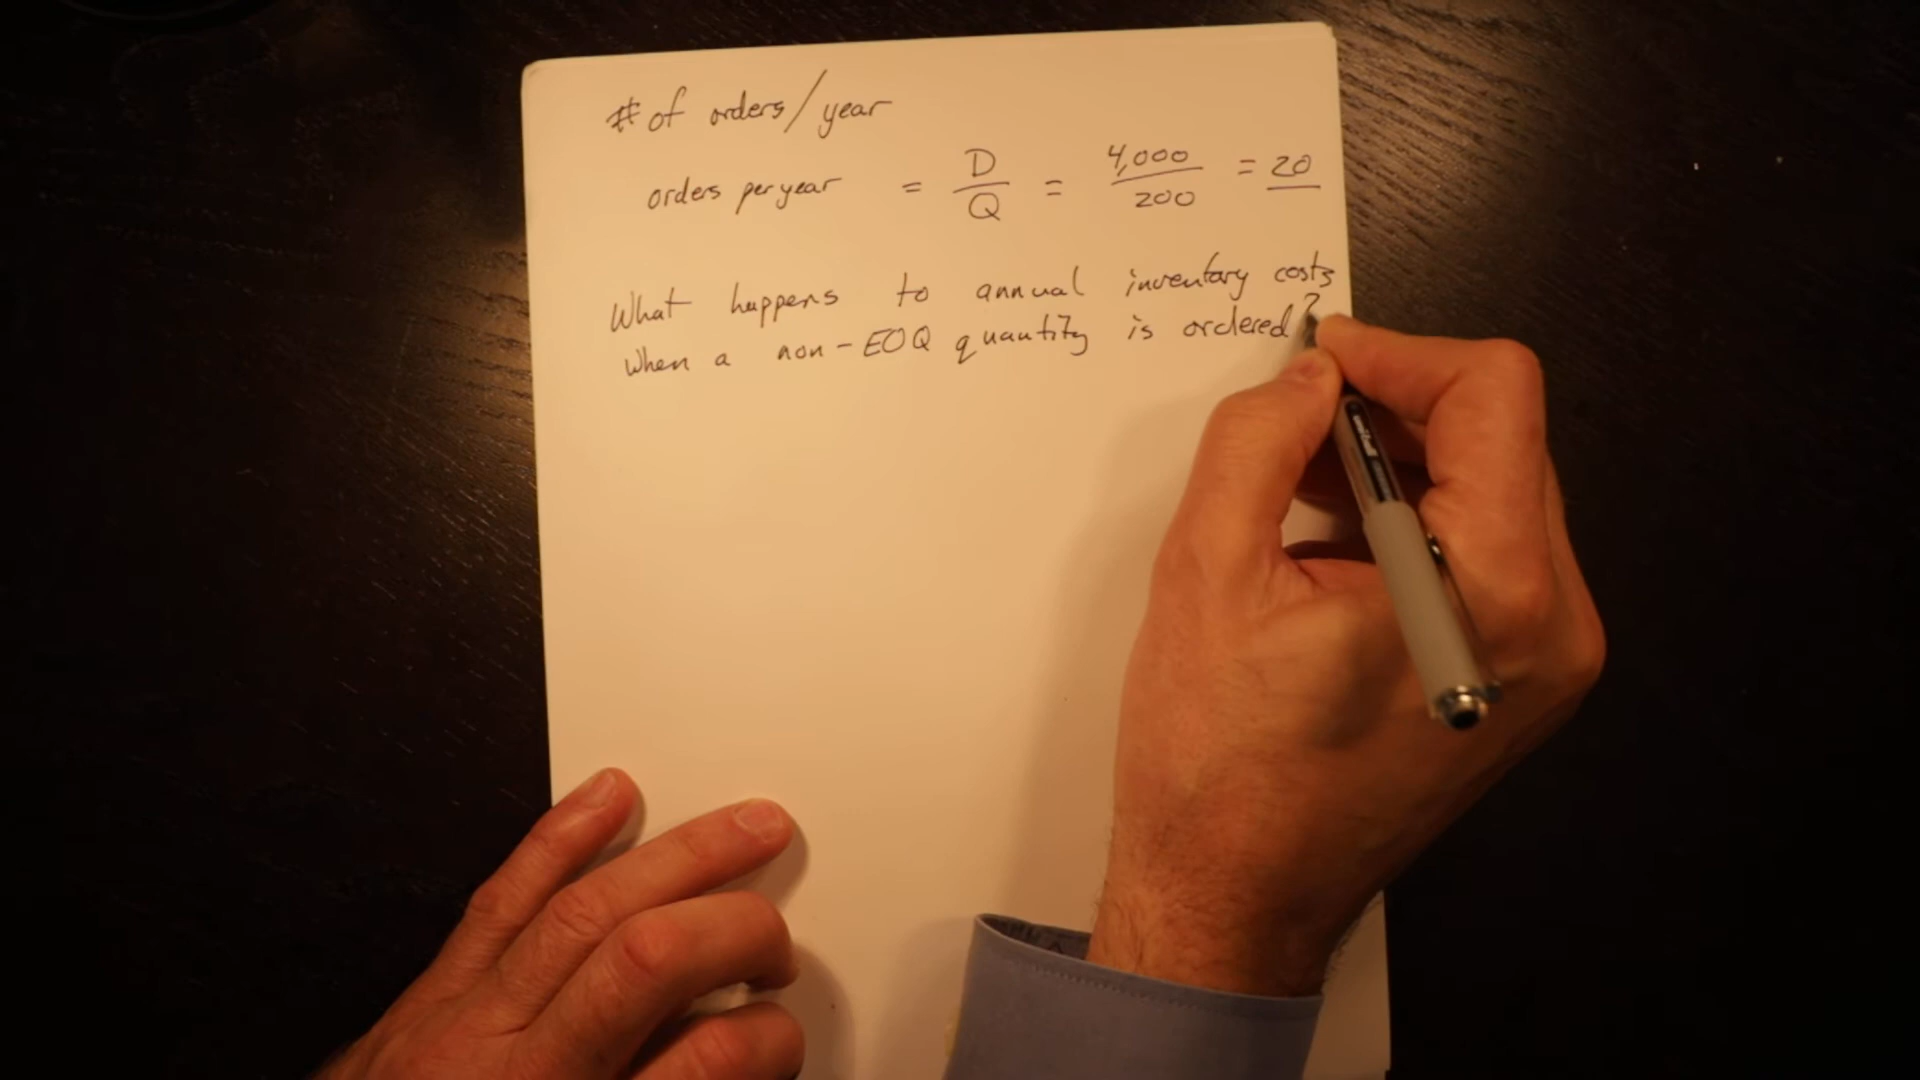 # of orders/year
orders per year = D/Q = 4,000/200 = 20
What happens to annual inventory costs
when a non-EOQ quantity is ordered?